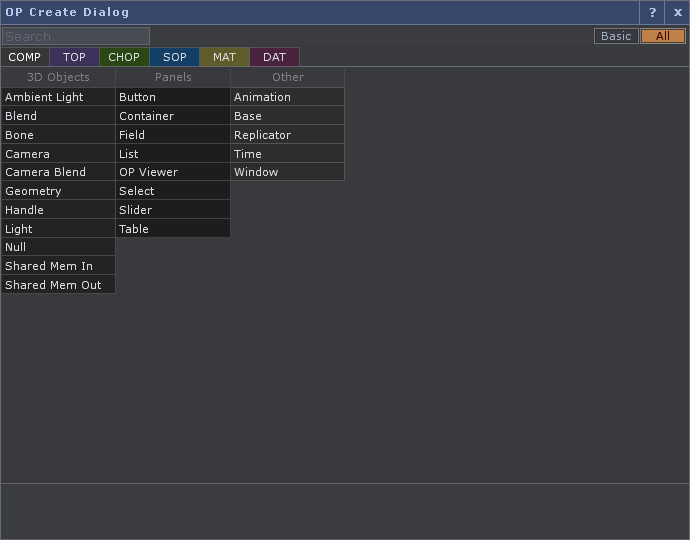 OP Create Dialog ? x
Search Basic All
COMP TOP CHOP SOP MAT DAT
3D Objects Panels Other
Ambient Light Button Animation
Blend Container Base
Bone Field Replicator
Camera List Time
Camera Blend OP Viewer Window
Geometry Select
Handle Slider
Light Table
Null
Shared Mem In
Shared Mem Out